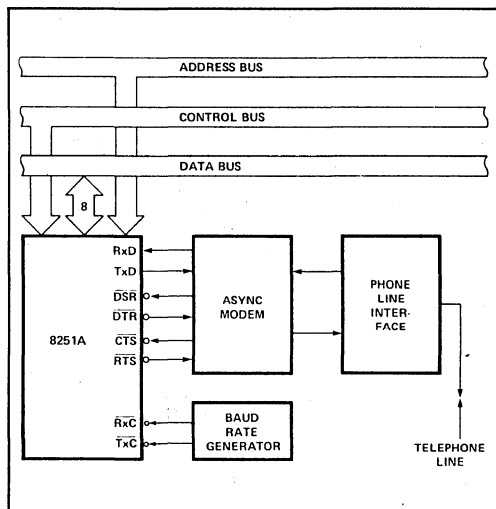 ADDRESS BUS
CONTROL BUS
DATA BUS
8
8251A
RxD
TxD
DSR
DTR
CTS
RTS
RxC
TxC
ASYNC
MODEM
PHONE
LINE
INTER-
FACE
BAUD
RATE
GENERATOR
TELEPHONE
LINE